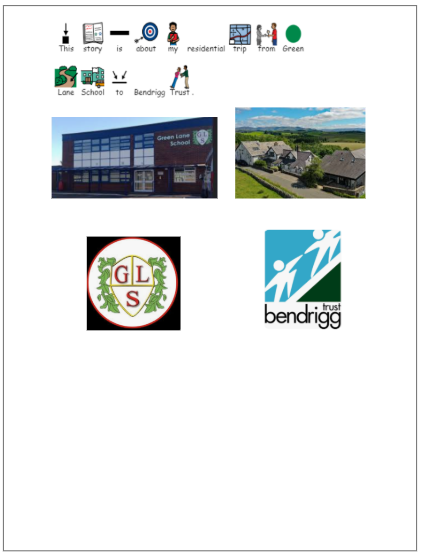 This story is about my residential trip from Green
Lane School to Bendrigg Trust .
Green Lane
School
G L
S
trust
bendrigg